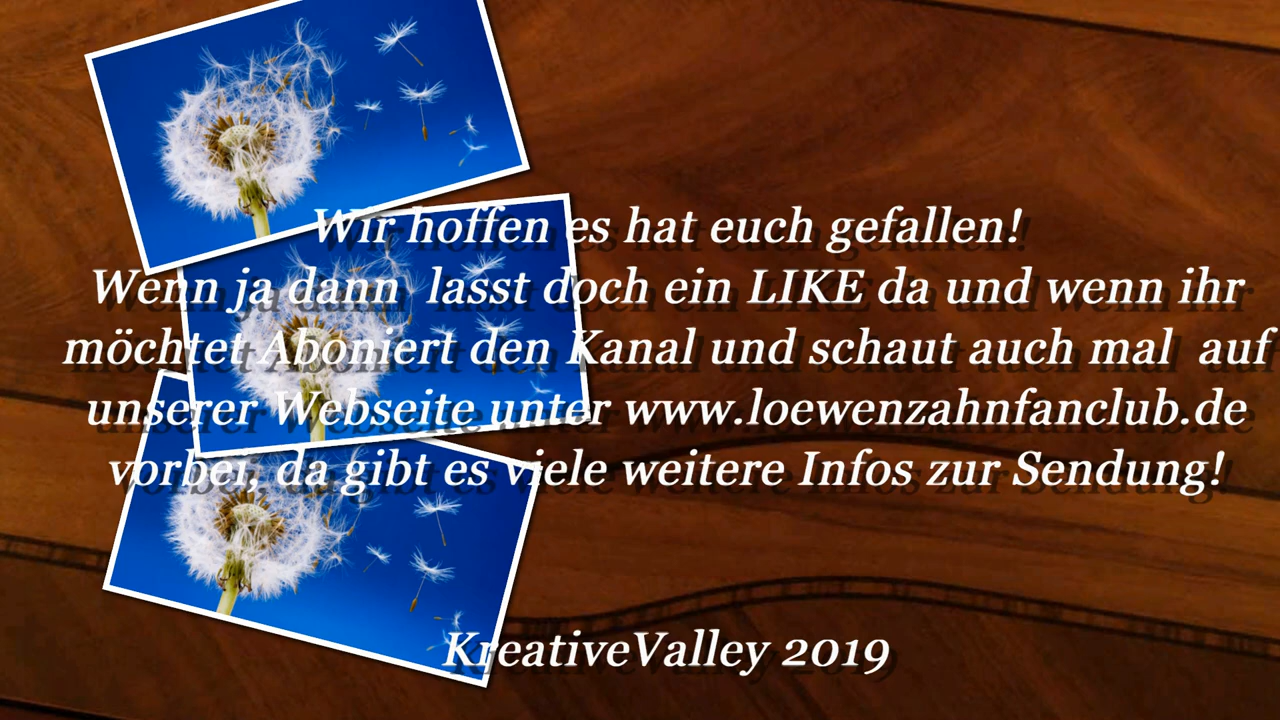 Wir hoffen es hat euch gefallen!
Wenn ja dann  lasst doch ein LIKE da und wenn ihr
möchtet Aboniert den Kanal und schaut auch mal  auf
unserer Webseite unter www.loewenzahnfanclub.de
vorbei, da gibt es viele weitere Infos zur Sendung!
KreativeValley 2019